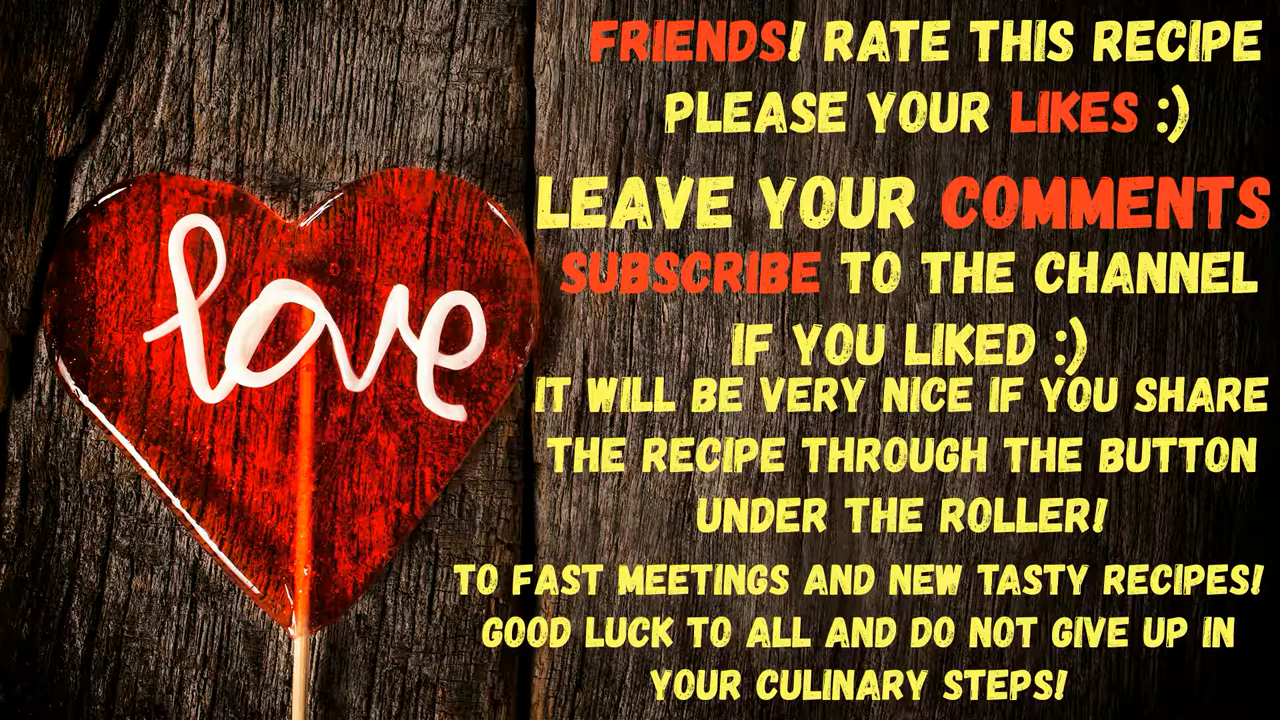 love
FRIENDS! RATE THIS RECIPE
PLEASE YOUR LIKES :)
LEAVE YOUR COMMENTS
SUBSCRIBE TO THE CHANNEL
IF YOU LIKED :)
IT WILL BE VERY NICE IF YOU SHARE
THE RECIPE THROUGH THE BUTTON
UNDER THE ROLLER!
TO FAST MEETINGS AND NEW TASTY RECIPES!
GOOD LUCK TO ALL AND DO NOT GIVE UP IN
YOUR CULINARY STEPS!